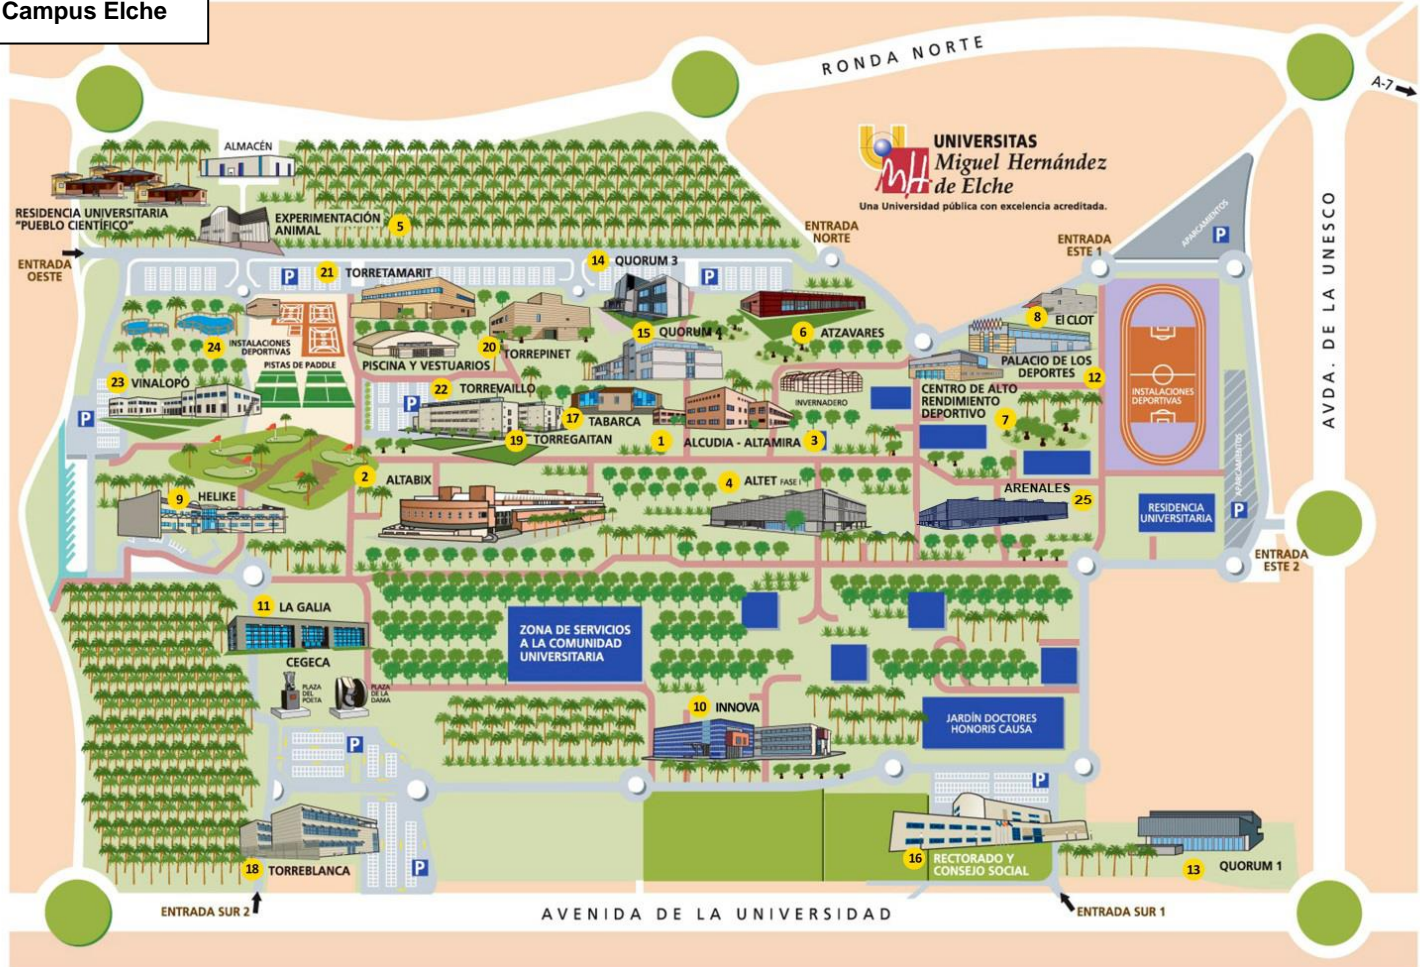 Campus Elche
RONDA NORTE
A-7
UNIVERSITAS
Miguel Hernández
de Elche
Una Universidad pública con excelencia acreditada.
AVDA. DE LA UNESCO
ALMACÉN
RESIDENCIA UNIVERSITARIA
"PUEBLO CIENTÍFICO"
EXPERIMENTACIÓN
ANIMAL
5
ENTRADA
OESTE
ENTRADA
NORTE
ENTRADA
ESTE 1
APARCAMIENTOS
P
P
21 TORRETAMARIT
14 QUORUM 3
P
24
INSTALACIONES
DEPORTIVAS
PISTAS DE PADDLE
PISCINA Y VESTUARIOS
20 TORREPINET
15 QUORUM 4
6 ATZAVARES
8 El CLOT
PALACIO DE LOS
DEPORTES 12
CENTRO DE ALTO
RENDIMIENTO
DEPORTIVO
7
INSTALACIONES
DEPORTIVAS
23 VINALOPÓ
P
22 TORREVAILLO
P
17 TABARCA
19 TORREGAITAN
1
ALCUDIA - ALTAMIRA 3
INVERNADERO
APARCAMIENTOS
P
2 ALTABIX
9 HELIKE
4 ALTET FASE I
ARENALES
25
RESIDENCIA
UNIVERSITARIA
ENTRADA
ESTE 2
11 LA GALIA
CEGECA
PLAZA
DEL
POETA
PLAZA
DE LA
DAMA
ZONA DE SERVICIOS
A LA COMUNIDAD
UNIVERSITARIA
10 INNOVA
JARDÍN DOCTORES
HONORIS CAUSA
P
P
18 TORREBLANCA
P
16 RECTORADO Y
CONSEJO SOCIAL
13 QUORUM 1
ENTRADA SUR 2
AVENIDA DE LA UNIVERSIDAD
ENTRADA SUR 1